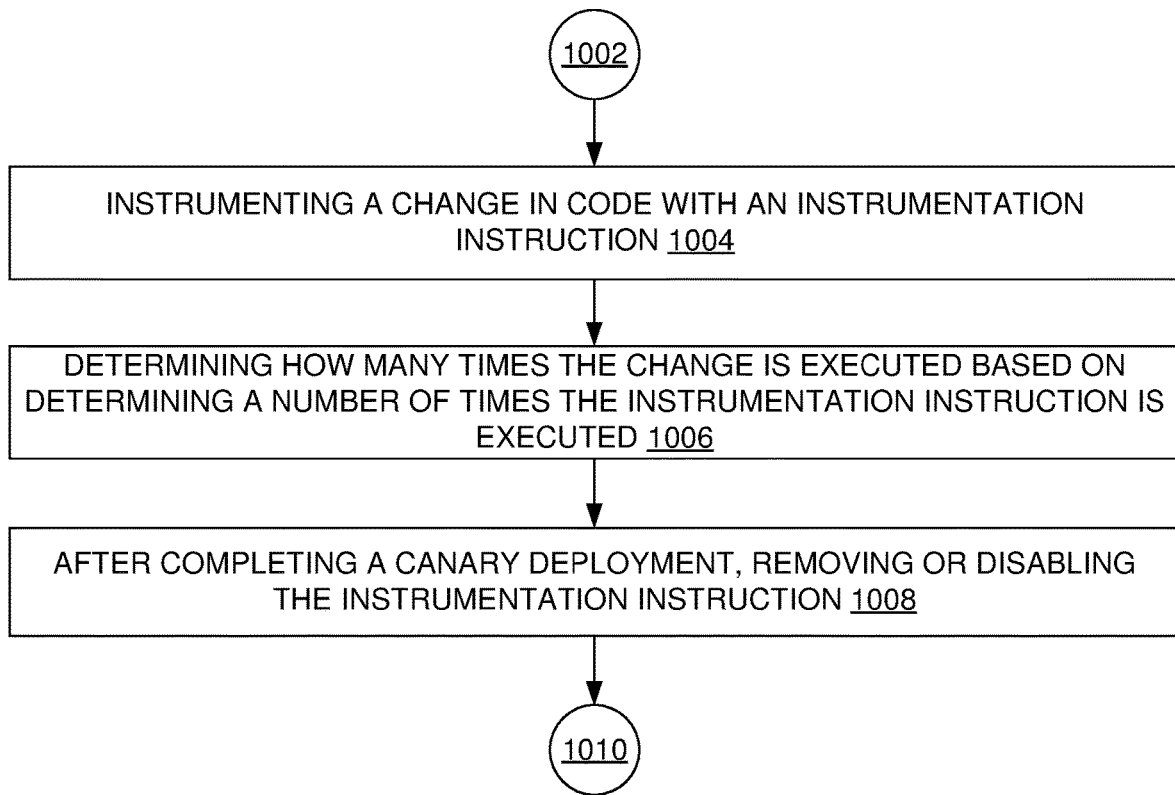 1002
INSTRUMENTING A CHANGE IN CODE WITH AN INSTRUMENTATION
INSTRUCTION 1004
DETERMINING HOW MANY TIMES THE CHANGE IS EXECUTED BASED ON
DETERMINING A NUMBER OF TIMES THE INSTRUMENTATION INSTRUCTION IS
EXECUTED 1006
AFTER COMPLETING A CANARY DEPLOYMENT, REMOVING OR DISABLING
THE INSTRUMENTATION INSTRUCTION 1008
1010